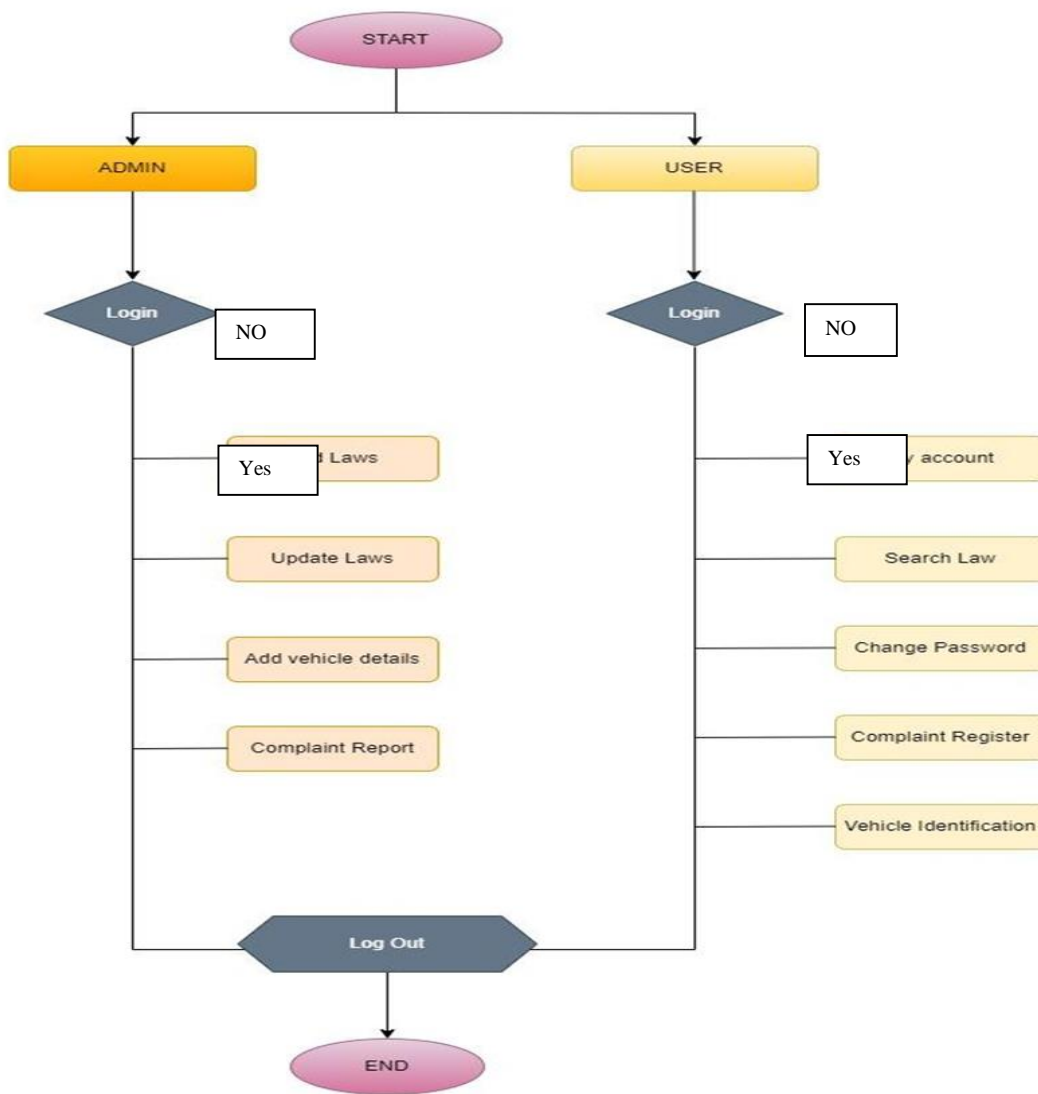 START
ADMIN
USER
Login
NO
Login
NO
Yes
Laws
Yes
account
Update Laws
Search Law
Add vehicle details
Change Password
Complaint Report
Complaint Register
Vehicle Identification
Log Out
END